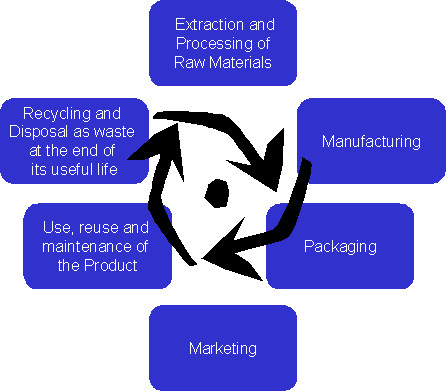 Extraction and
Processing of
Raw Materials
Manufacturing
Packaging
Marketing
Use, reuse and
maintenance of
the Product
Recycling and
Disposal as waste
at the end of
its useful life